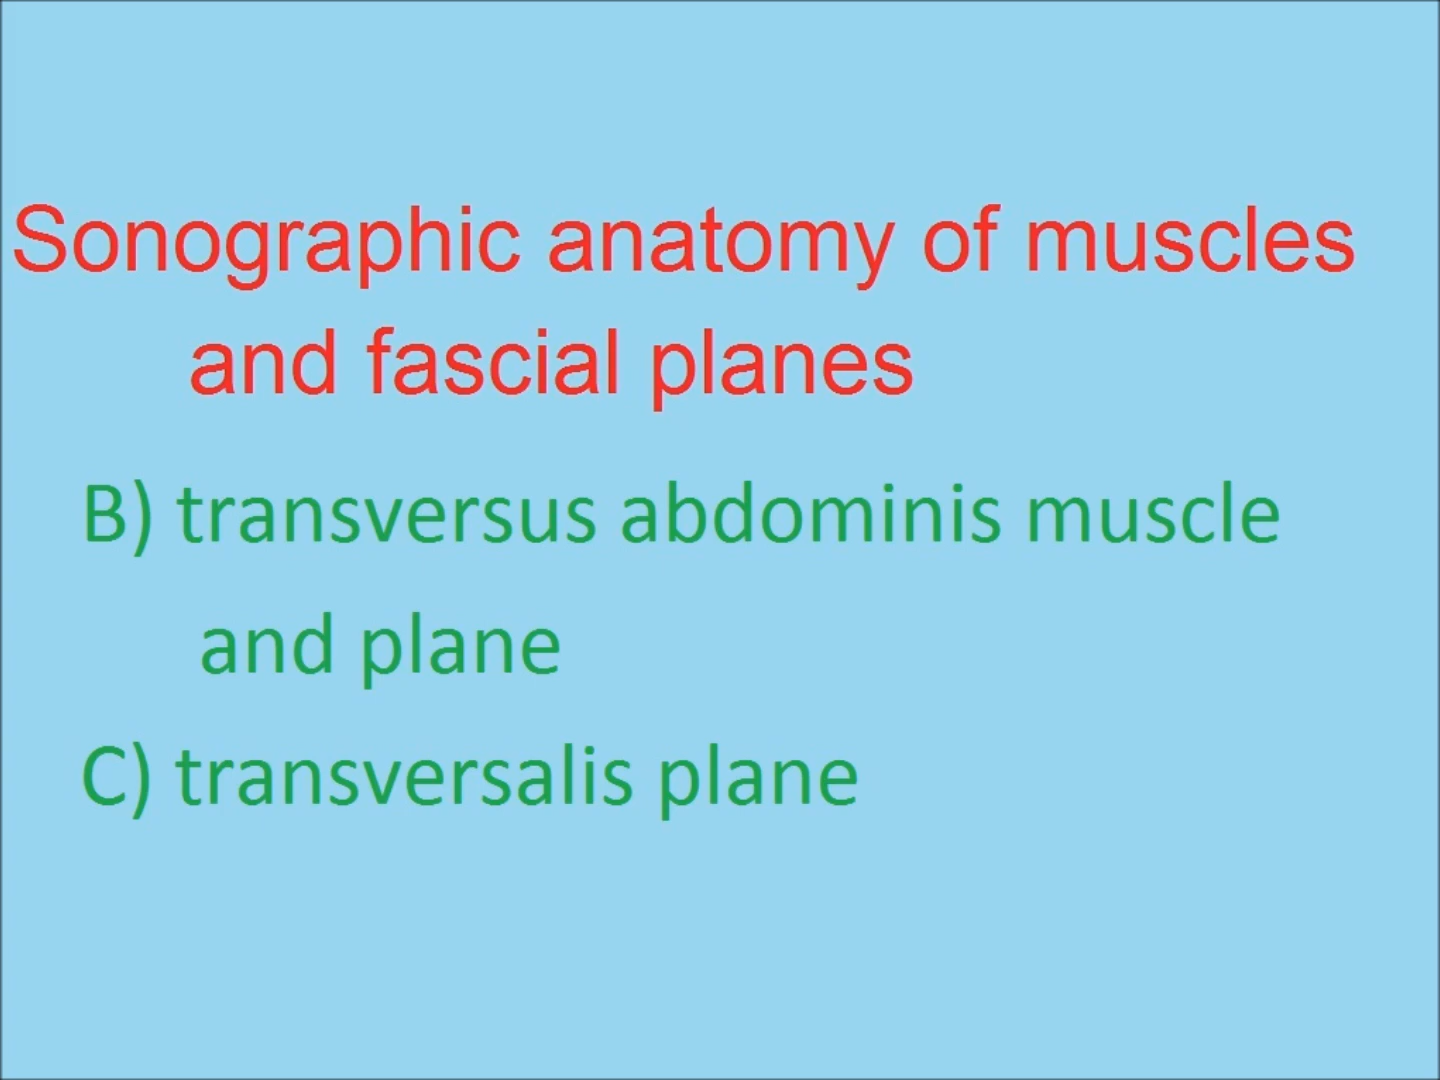 Sonographic anatomy of muscles
and fascial planes
B) transversus abdominis muscle
and plane
C) transversalis plane